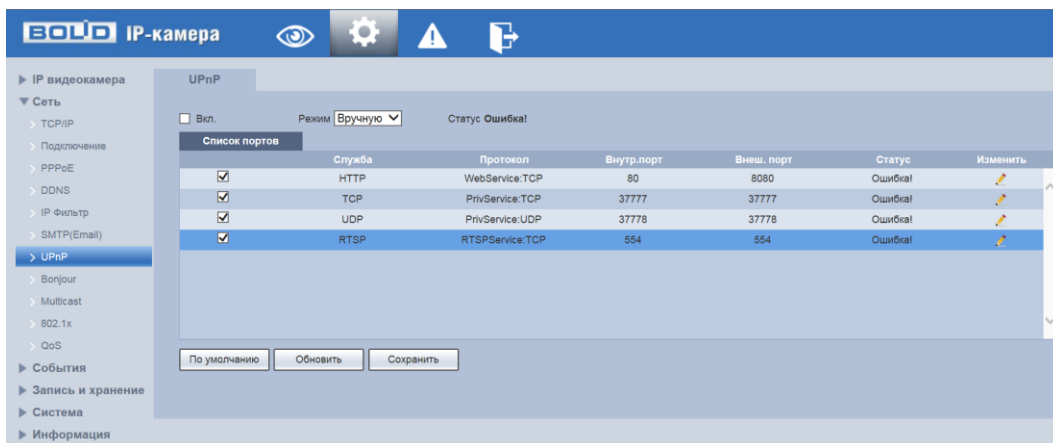 BOLID IP-камера
IP видеокамера
Сеть
TCP/IP
Подключение
PPPoE
DDNS
IP Фильтр
SMTP(Email)
UPnP
Bonjour
Multicast
802.1x
QoS
События
Запись и хранение
Система
Информация
UPnP
Вкл. Режим Вручную Статус Ошибка!
Список портов
Служба Протокол Внутр.порт Внеш. порт Статус Изменить
HTTP WebService:TCP 80 8080 Ошибка!
TCP PrivService:TCP 37777 37777 Ошибка!
UDP PrivService:UDP 37778 37778 Ошибка!
RTSP RTSPService:TCP 554 554 Ошибка!
По умолчанию Обновить Сохранить